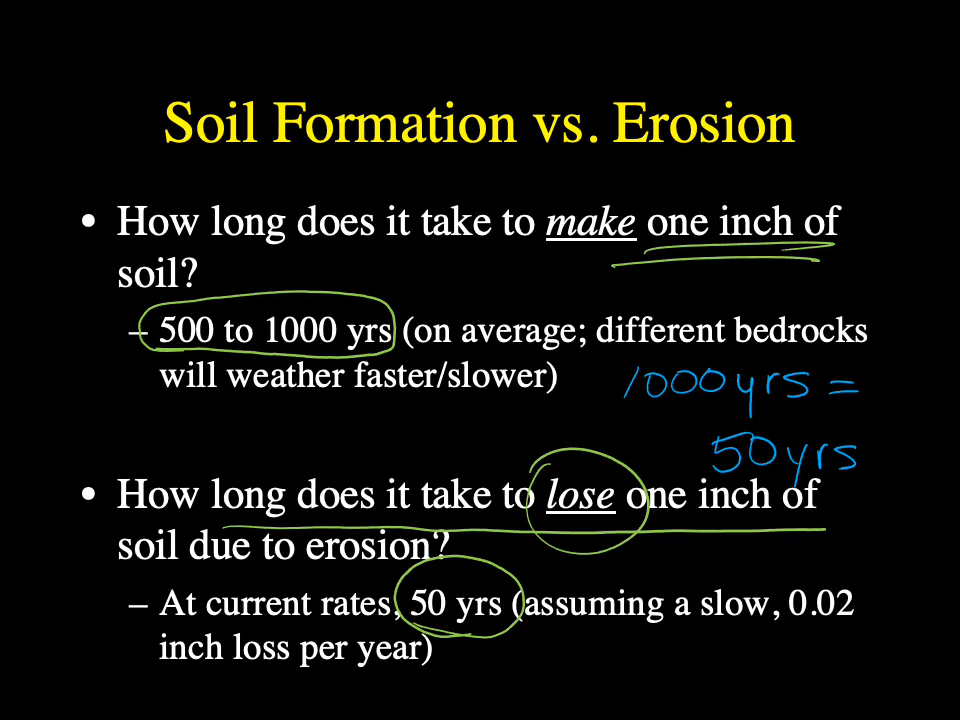 Soil Formation vs. Erosion
• How long does it take to make one inch of
soil?
– 500 to 1000 yrs (on average; different bedrocks
will weather faster/slower)
1000 yrs =
50 yrs
• How long does it take to lose one inch of
soil due to erosion?
– At current rates, 50 yrs (assuming a slow, 0.02
inch loss per year)